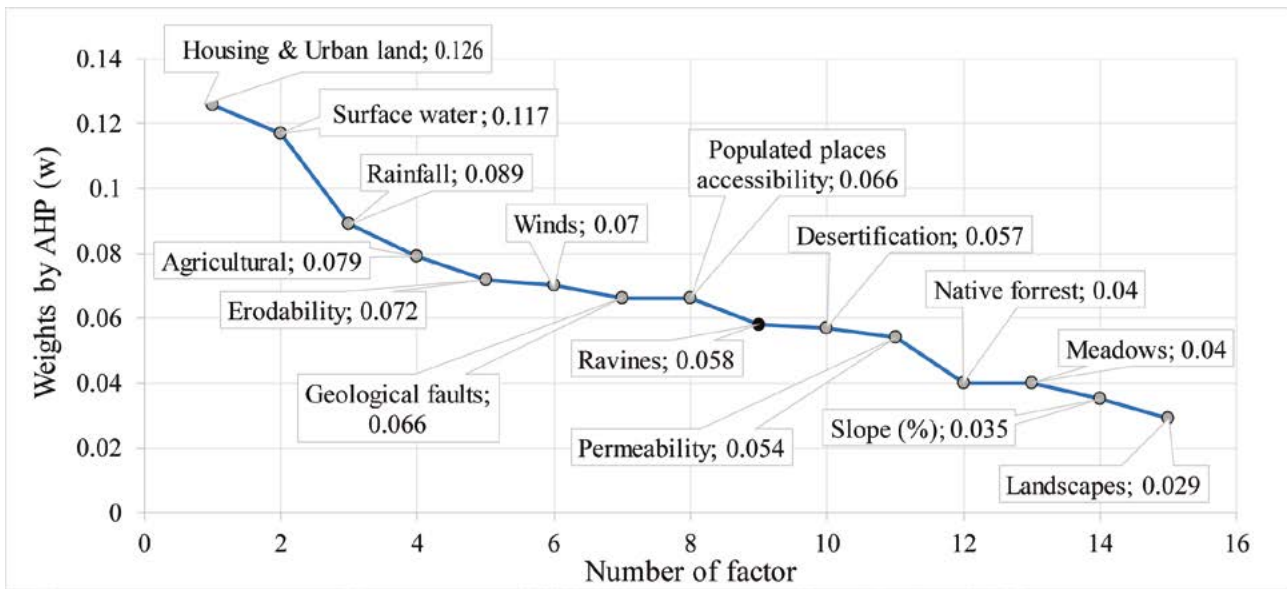 Housing & Urban land; 0.126
Surface water ; 0.117
Rainfall; 0.089
Agricultural; 0.079
Erodability; 0.072
Winds; 0.07
Geological faults;
0.066
Populated places
accessibility; 0.066
Ravines; 0.058
Desertification; 0.057
Permeability; 0.054
Native forrest; 0.04
Meadows; 0.04
Slope (%); 0.035
Landscapes; 0.029
Weights by AHP (w)
0.14
0.12
0.1
0.08
0.06
0.04
0.02
0
0 2 4 6 8 10 12 14 16
Number of factor